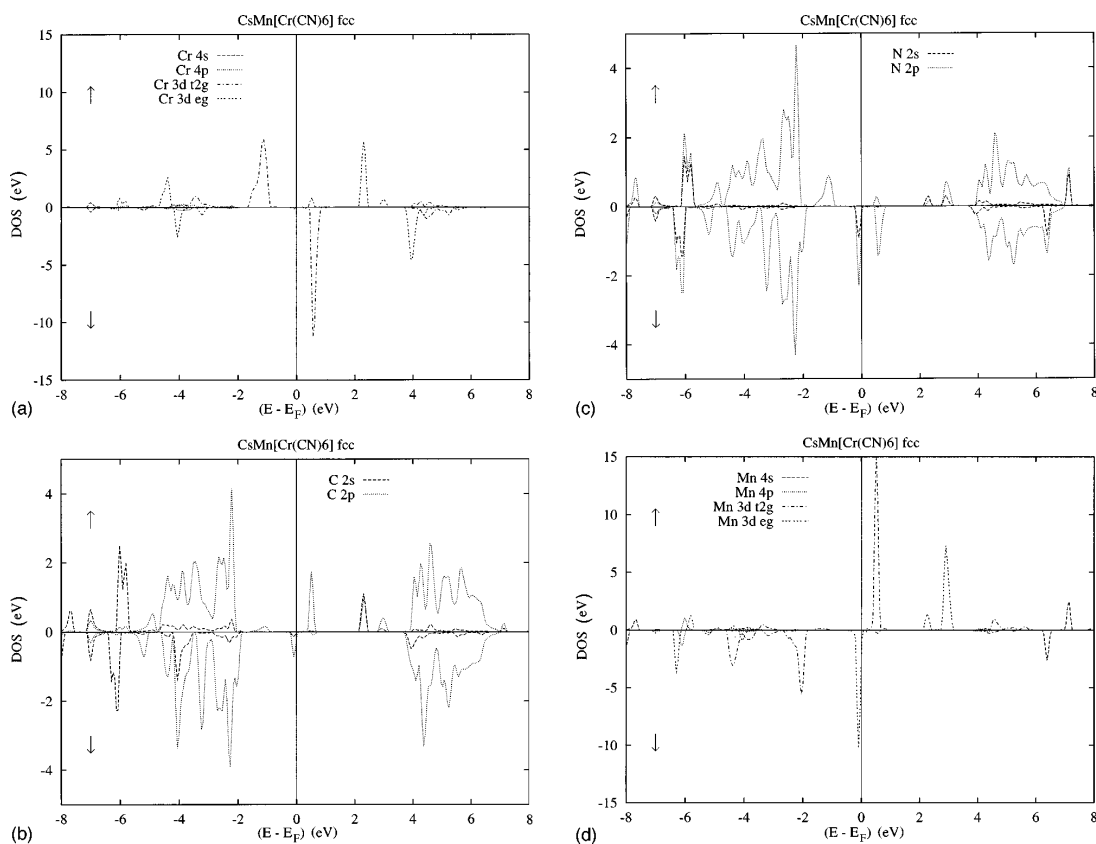 CsMn[Cr(CN)6] fcc
15
10
5
0
-5
-10
-15
DOS (eV)
Cr 4s
Cr 4p
Cr 3d t2g
Cr 3d eg
↑
↓
-8 -6 -4 -2 0 2 4 6 8
(E - EF) (eV)
(a)
CsMn[Cr(CN)6] fcc
4
2
0
-2
-4
DOS (eV)
N 2s
N 2p
↑
↓
-8 -6 -4 -2 0 2 4 6 8
(E - EF) (eV)
(c)
CsMn[Cr(CN)6] fcc
4
2
0
-2
-4
DOS (eV)
C 2s
C 2p
↑
↓
-8 -6 -4 -2 0 2 4 6 8
(E - EF) (eV)
(b)
CsMn[Cr(CN)6] fcc
15
10
5
0
-5
-10
-15
DOS (eV)
Mn 4s
Mn 4p
Mn 3d t2g
Mn 3d eg
↑
↓
-8 -6 -4 -2 0 2 4 6 8
(E - EF) (eV)
(d)